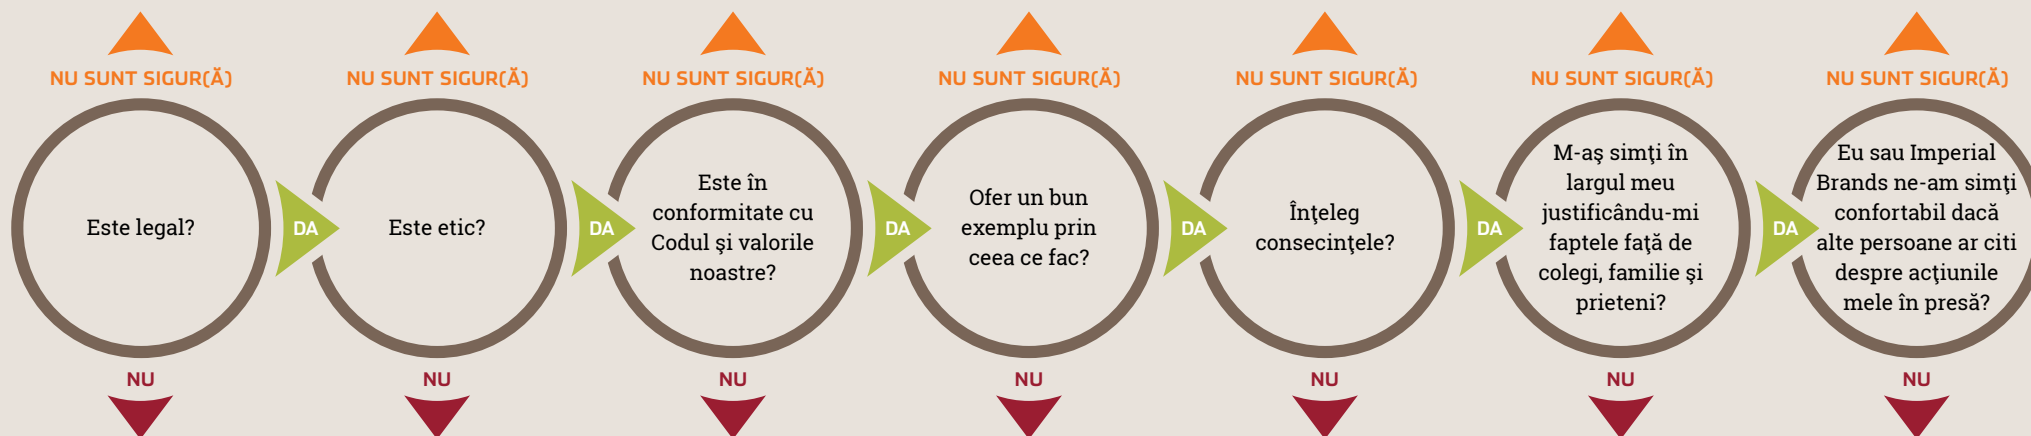 NU SUNT SIGUR(Ă)
NU SUNT SIGUR(Ă)
NU SUNT SIGUR(Ă)
NU SUNT SIGUR(Ă)
NU SUNT SIGUR(Ă)
NU SUNT SIGUR(Ă)
NU SUNT SIGUR(Ă)
Este legal?
DA
Este etic?
DA
Este în
conformitate cu
Codul şi valorile
noastre?
DA
Ofer un bun
exemplu prin
ceea ce fac?
DA
Înţeleg
consecinţele?
DA
M-aş simţi în
largul meu
justificându-mi
faptele faţă de
colegi, familie şi
prieteni?
DA
Eu sau Imperial
Brands ne-am simţi
confortabil dacă
alte persoane ar citi
despre acţiunile
mele în presă?
NU
NU
NU
NU
NU
NU
NU